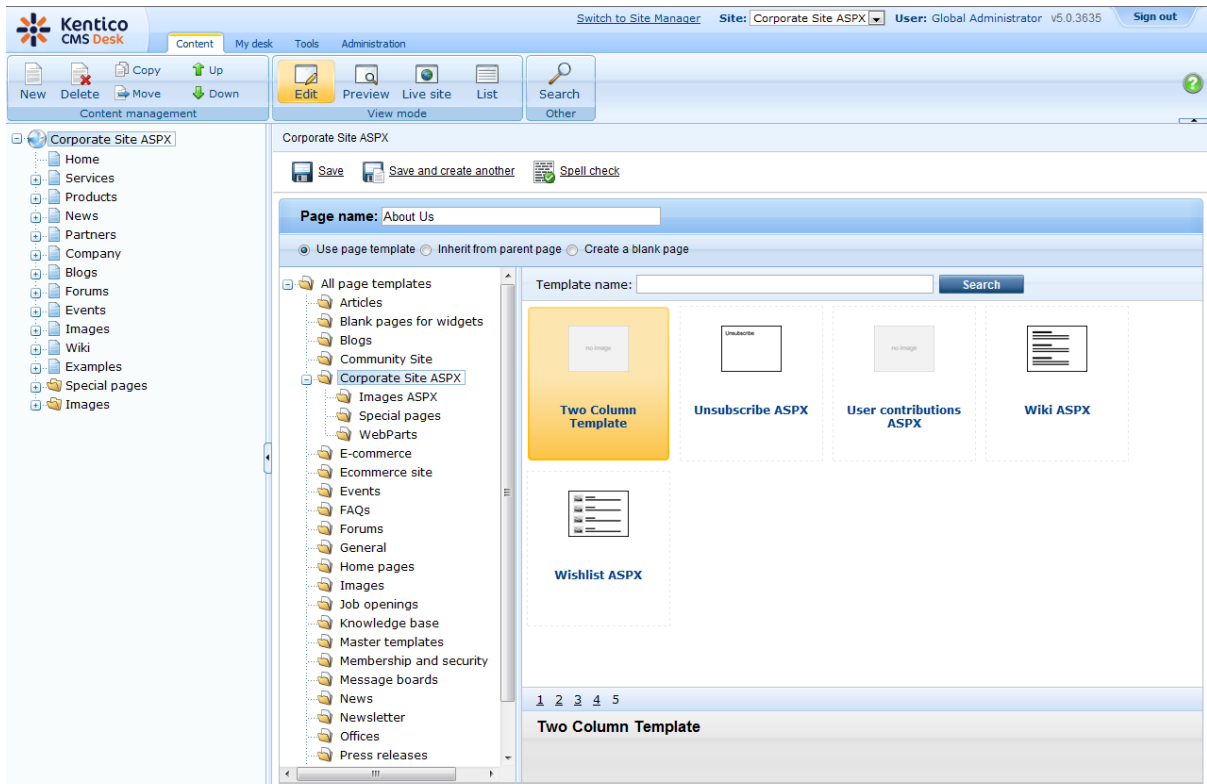 Kentico
CMS Desk
Switch to Site Manager Site: Corporate Site ASPX User: Global Administrator v5.0.3635 Sign out
Content My desk Tools Administration
New Delete Copy Move Up Down
Content management
Edit Preview Live site List
View mode
Search
Other
Corporate Site ASPX
Home
Services
Products
News
Partners
Company
Blogs
Forums
Events
Images
Wiki
Examples
Special pages
Images
Corporate Site ASPX
Save Save and create another Spell check
Page name: About Us
Use page template Inherit from parent page Create a blank page
All page templates
Articles
Blank pages for widgets
Blogs
Community Site
Corporate Site ASPX
Images ASPX
Special pages
WebParts
E-commerce
Ecommerce site
Events
FAQs
Forums
General
Home pages
Images
Job openings
Knowledge base
Master templates
Membership and security
Message boards
News
Newsletter
Offices
Press releases
Template name: Search
no image
Two Column
Template
Unsubscribe
Unsubscribe ASPX
no image
User contributions
ASPX
Wiki ASPX
Wishlist ASPX
1 2 3 4 5
Two Column Template